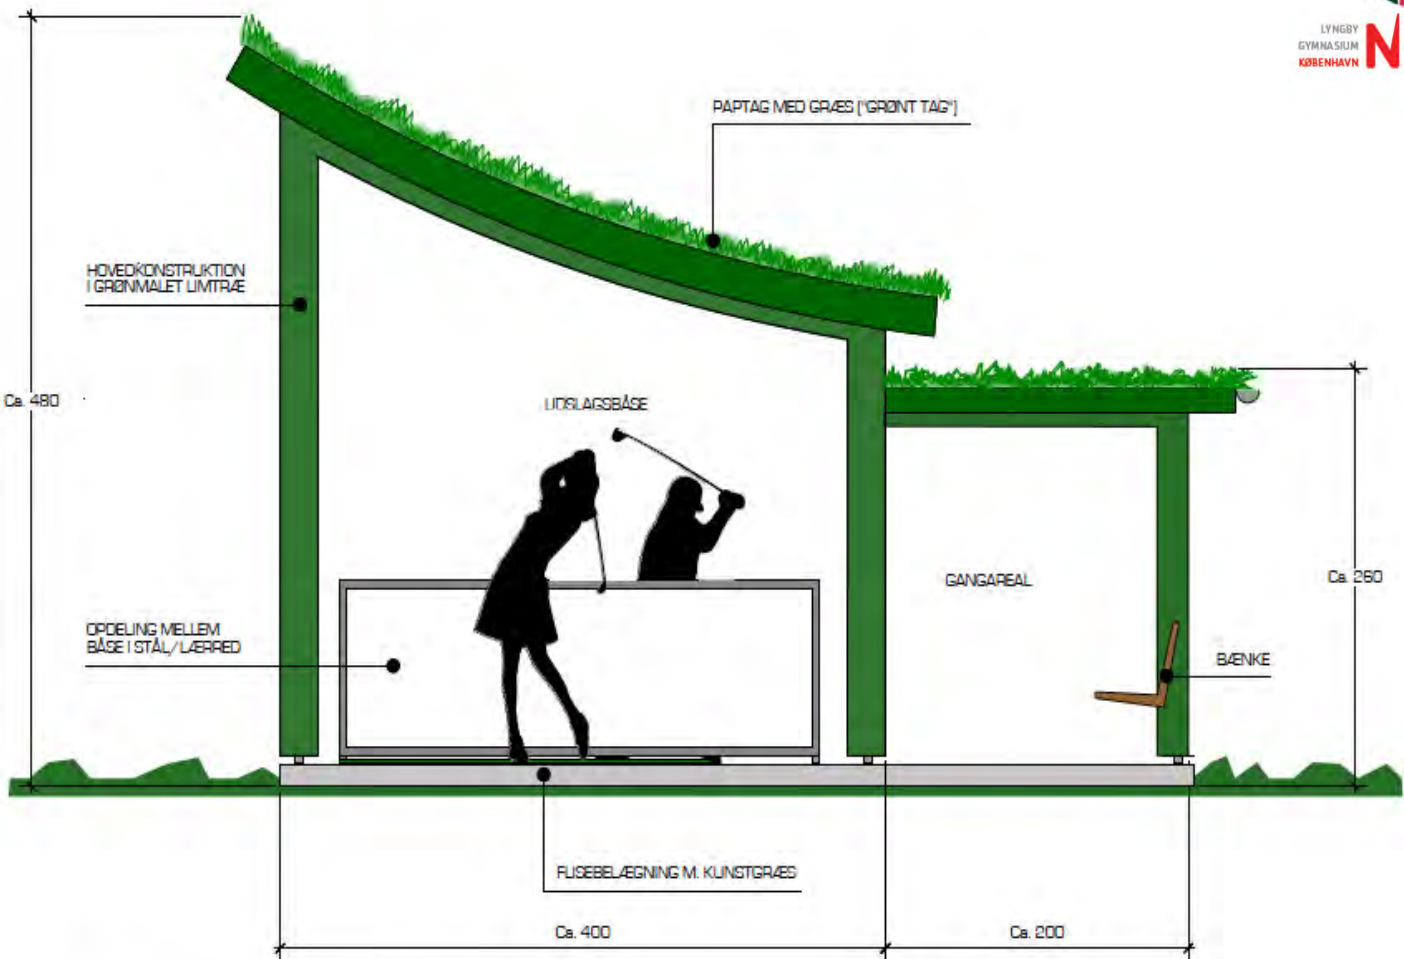 LYNGBY
GYMNASIUM
KØBENHAVN N
PAPTAG MED GRÆS ("GRØNT TAG")
HOVEDKONSTRUKTION
I GRØNMALET LIMTRÆ
Ca. 480
UDSLAGSBÅSE
GANGAREAL
Ca. 260
OPDELING MELLEM
BÅSE I STÅL/LÆRRED
BÆNKE
FLISEBELÆGNING M. KUNSTGRÆS
Ca. 400
Ca. 200